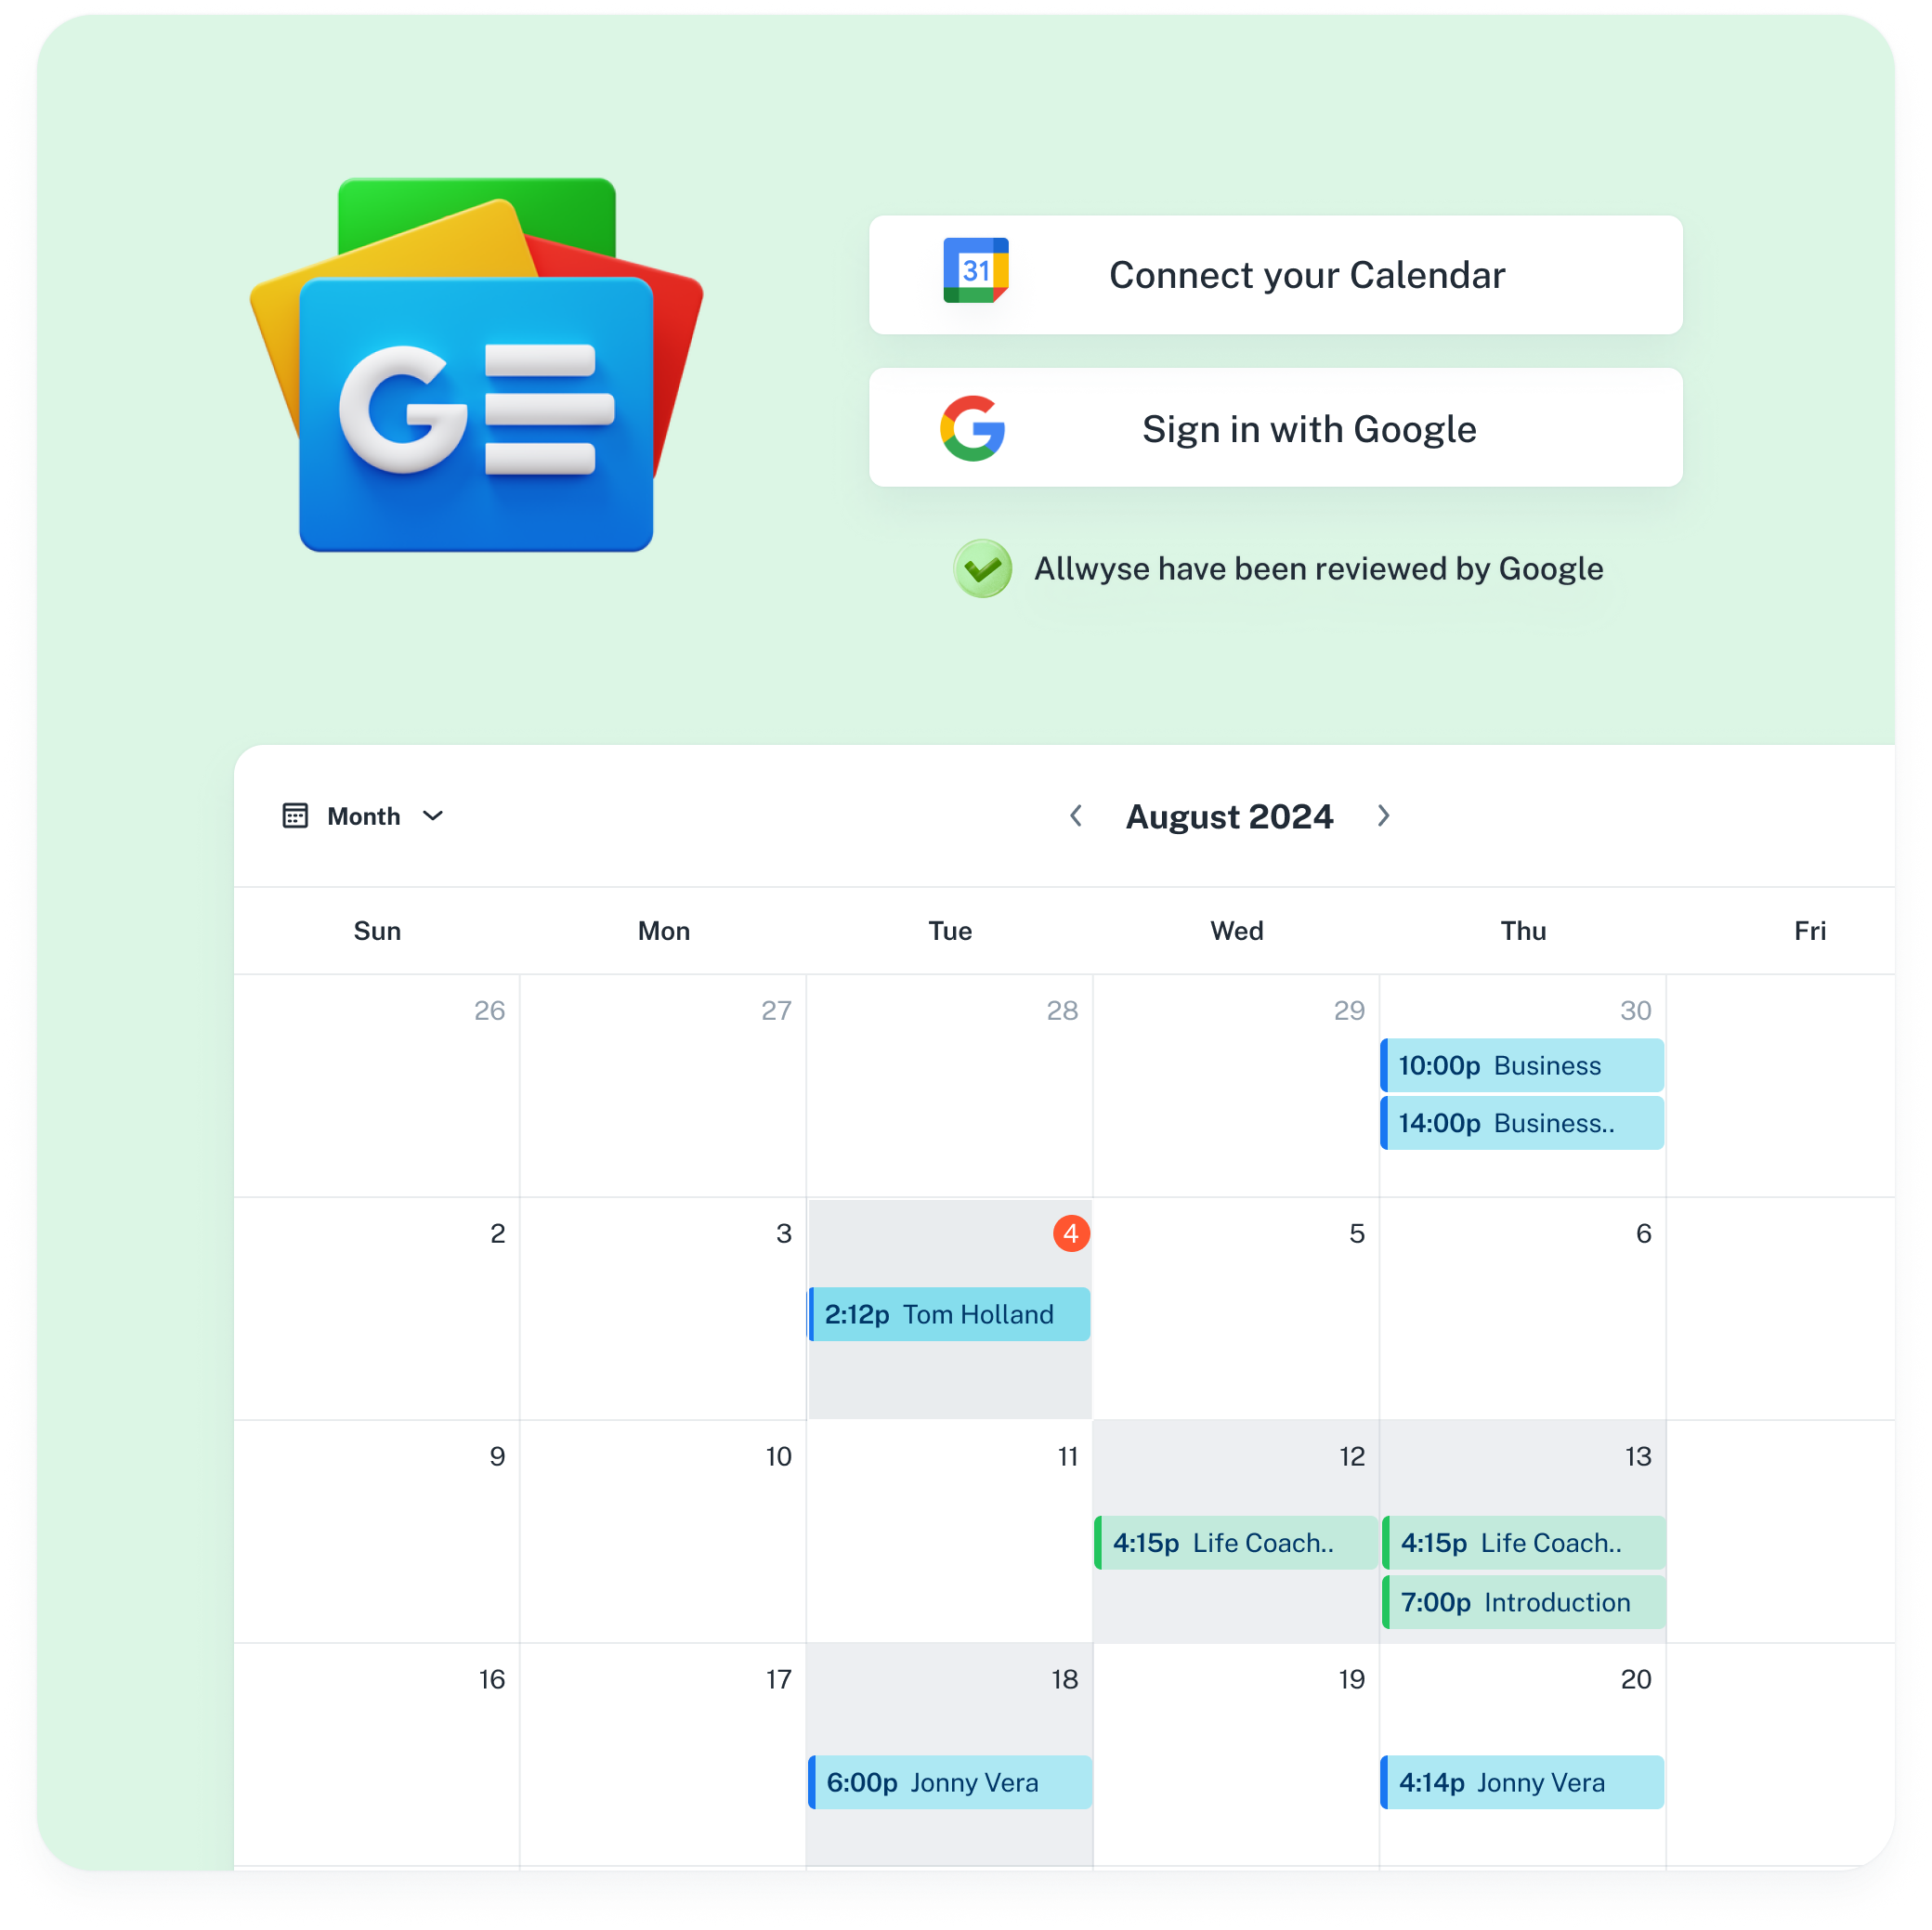 31
Connect your Calendar
G
Sign in with Google
Allwyse have been reviewed by Google
Month
August 2024
Sun Mon Tue Wed Thu Fri
26 27 28 29 30
10:00p Business
14:00p Business..
2 3 4 5 6
2:12p Tom Holland
9 10 11 12 13
4:15p Life Coach.. 4:15p Life Coach..
7:00p Introduction
16 17 18 19 20
6:00p Jonny Vera 4:14p Jonny Vera